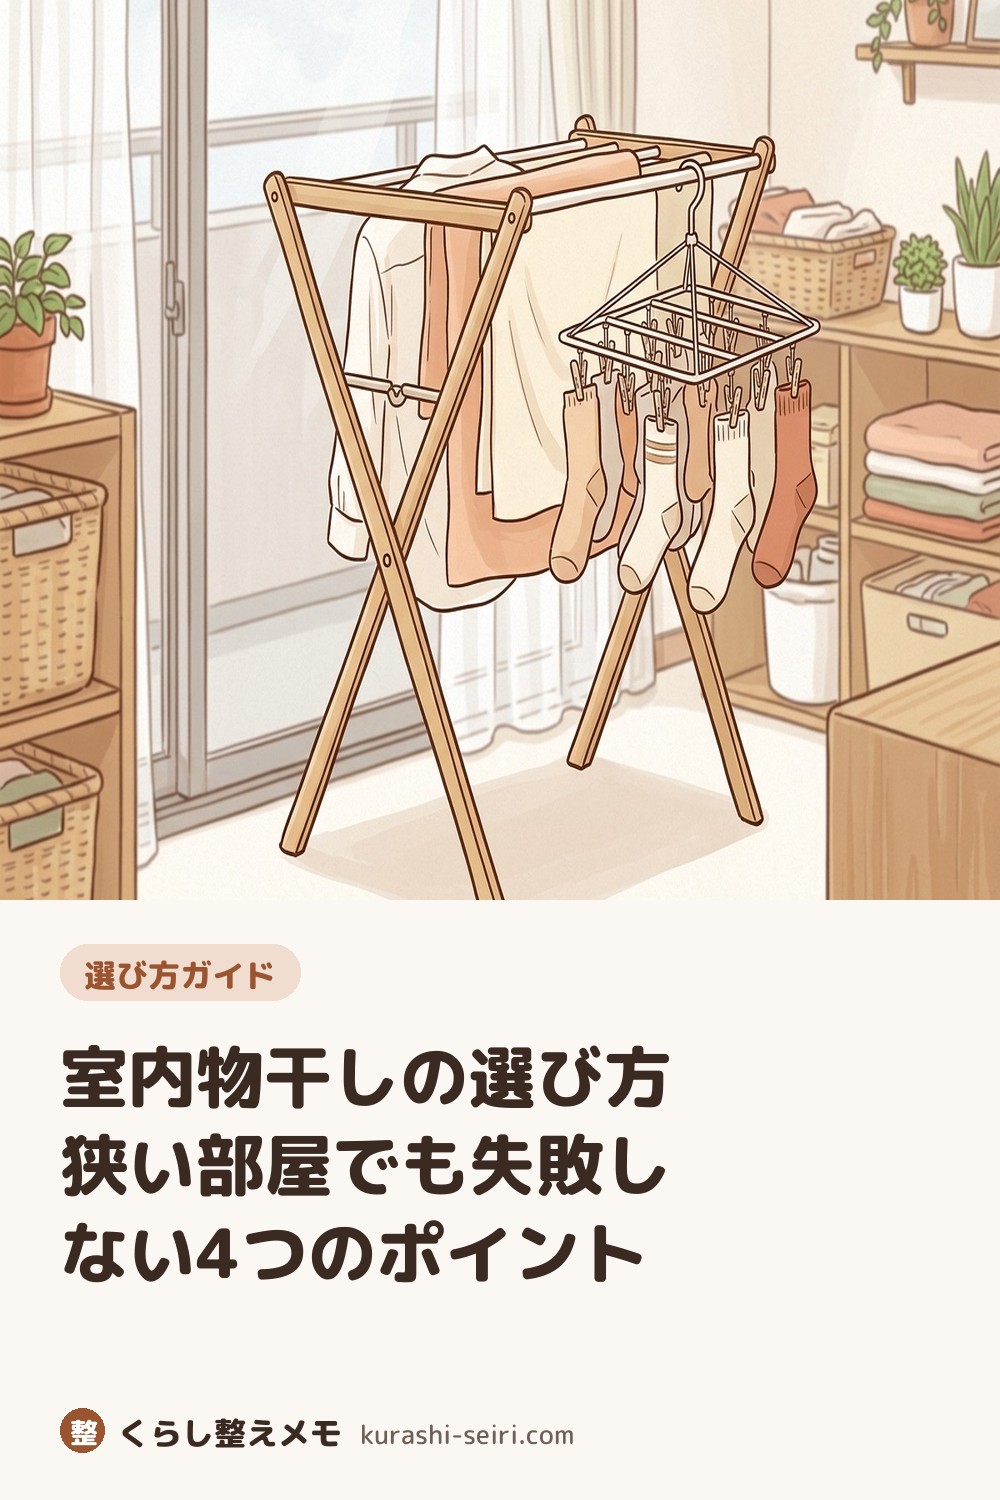 選び方ガイド
室内物干しの選び方
狭い部屋でも失敗し
ない4つのポイント
整 くらし整えメモ kurashi-seiri.com